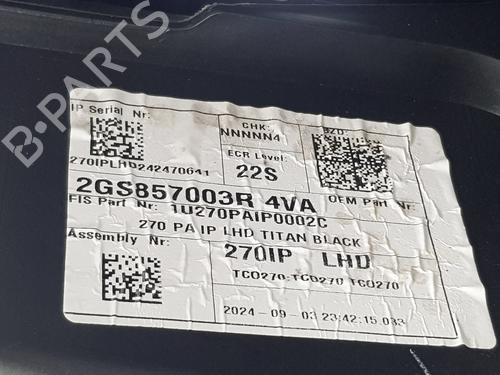 B-PARTS
IP Serial Nr:
CHK:
NNNNN4
BZD:
ECR Level:
22S
270IPLHD242470641
2GS857003R 4VA
OEM Part Nr:
FIS Part Nr: 1U270PAIP0002C
270 PA IP LHD TITAN BLACK
Assembly Nr:
270IP LHD
TCO270;TCO270 TCO270
2024-09-03 23:42:15.033